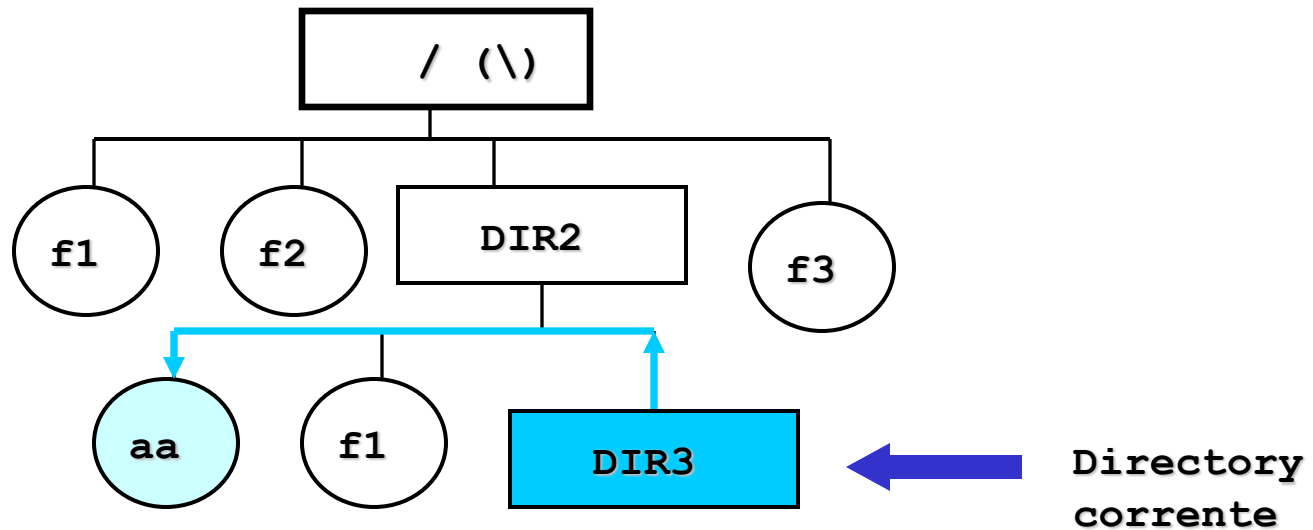 / (\)
f1
f2
DIR2
f3
aa
f1
DIR3
Directory
corrente